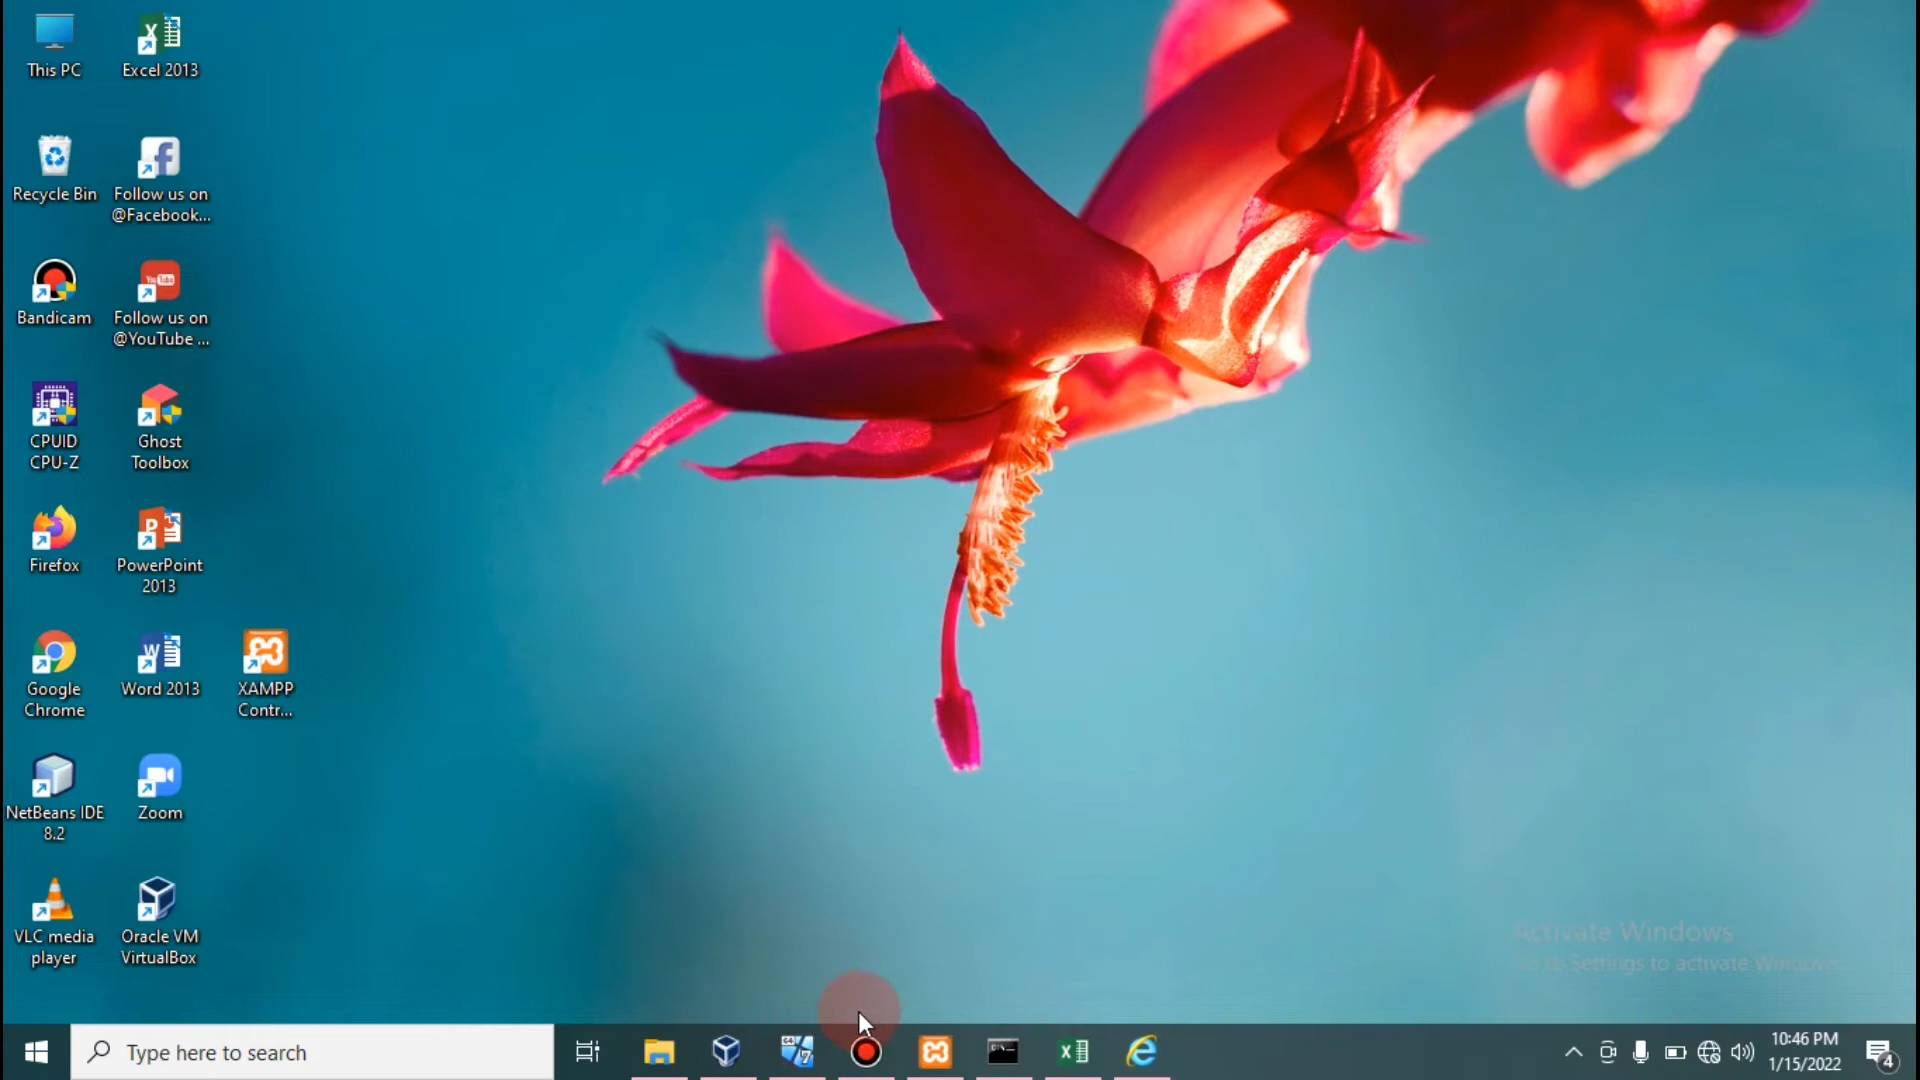 This PC
Excel 2013
Recycle Bin
Follow us on
@Facebook...
Bandicam
Follow us on
@YouTube ...
CPUID
CPU-Z
Ghost
Toolbox
Firefox
PowerPoint
2013
Google
Chrome
Word 2013
XAMPP
Contr...
NetBeans IDE
8.2
Zoom
VLC media
player
Oracle VM
VirtualBox
Activate Windows
Go to Settings to activate Windows.
Type here to search
10:46 PM
1/15/2022
4